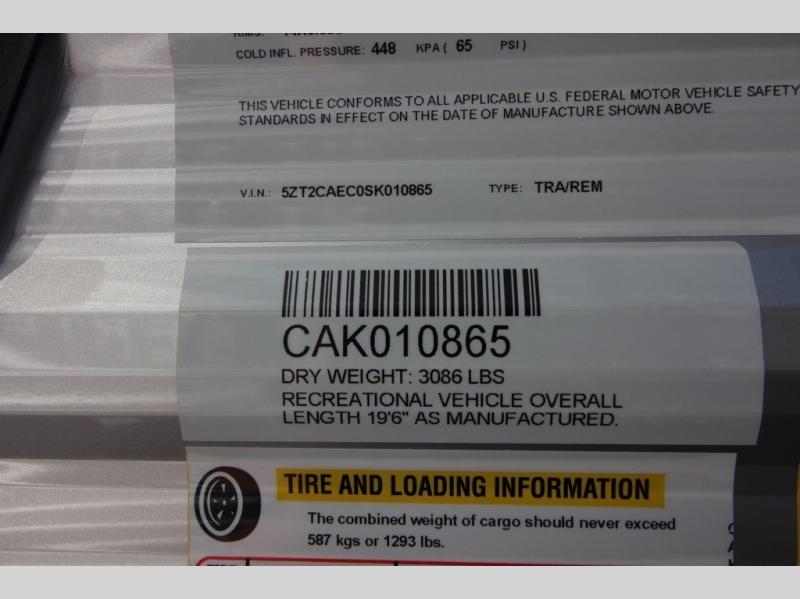 COLD INFL. PRESSURE: 448 KPA ( 65 PSI )
THIS VEHICLE CONFORMS TO ALL APPLICABLE U.S. FEDERAL MOTOR VEHICLE SAFETY
STANDARDS IN EFFECT ON THE DATE OF MANUFACTURE SHOWN ABOVE.
V.I.N.: 5ZT2CAEC0SK010865 TYPE: TRA/REM
CAK010865
DRY WEIGHT: 3086 LBS
RECREATIONAL VEHICLE OVERALL
LENGTH 19'6" AS MANUFACTURED.
TIRE AND LOADING INFORMATION
The combined weight of cargo should never exceed
587 kgs or 1293 lbs.